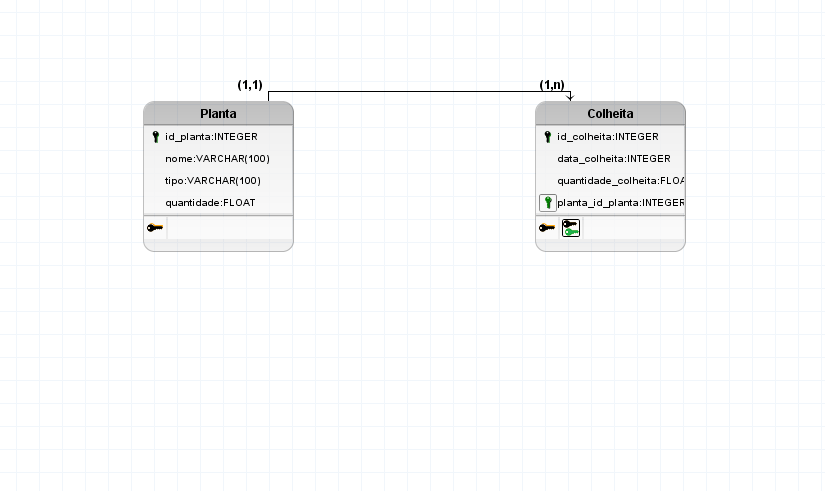 (1,1)
(1,n)
Planta
id_planta:INTEGER
nome:VARCHAR(100)
tipo:VARCHAR(100)
quantidade:FLOAT
Colheita
id_colheita:INTEGER
data_colheita:INTEGER
quantidade_colheita:FLOA
planta_id_planta:INTEGER